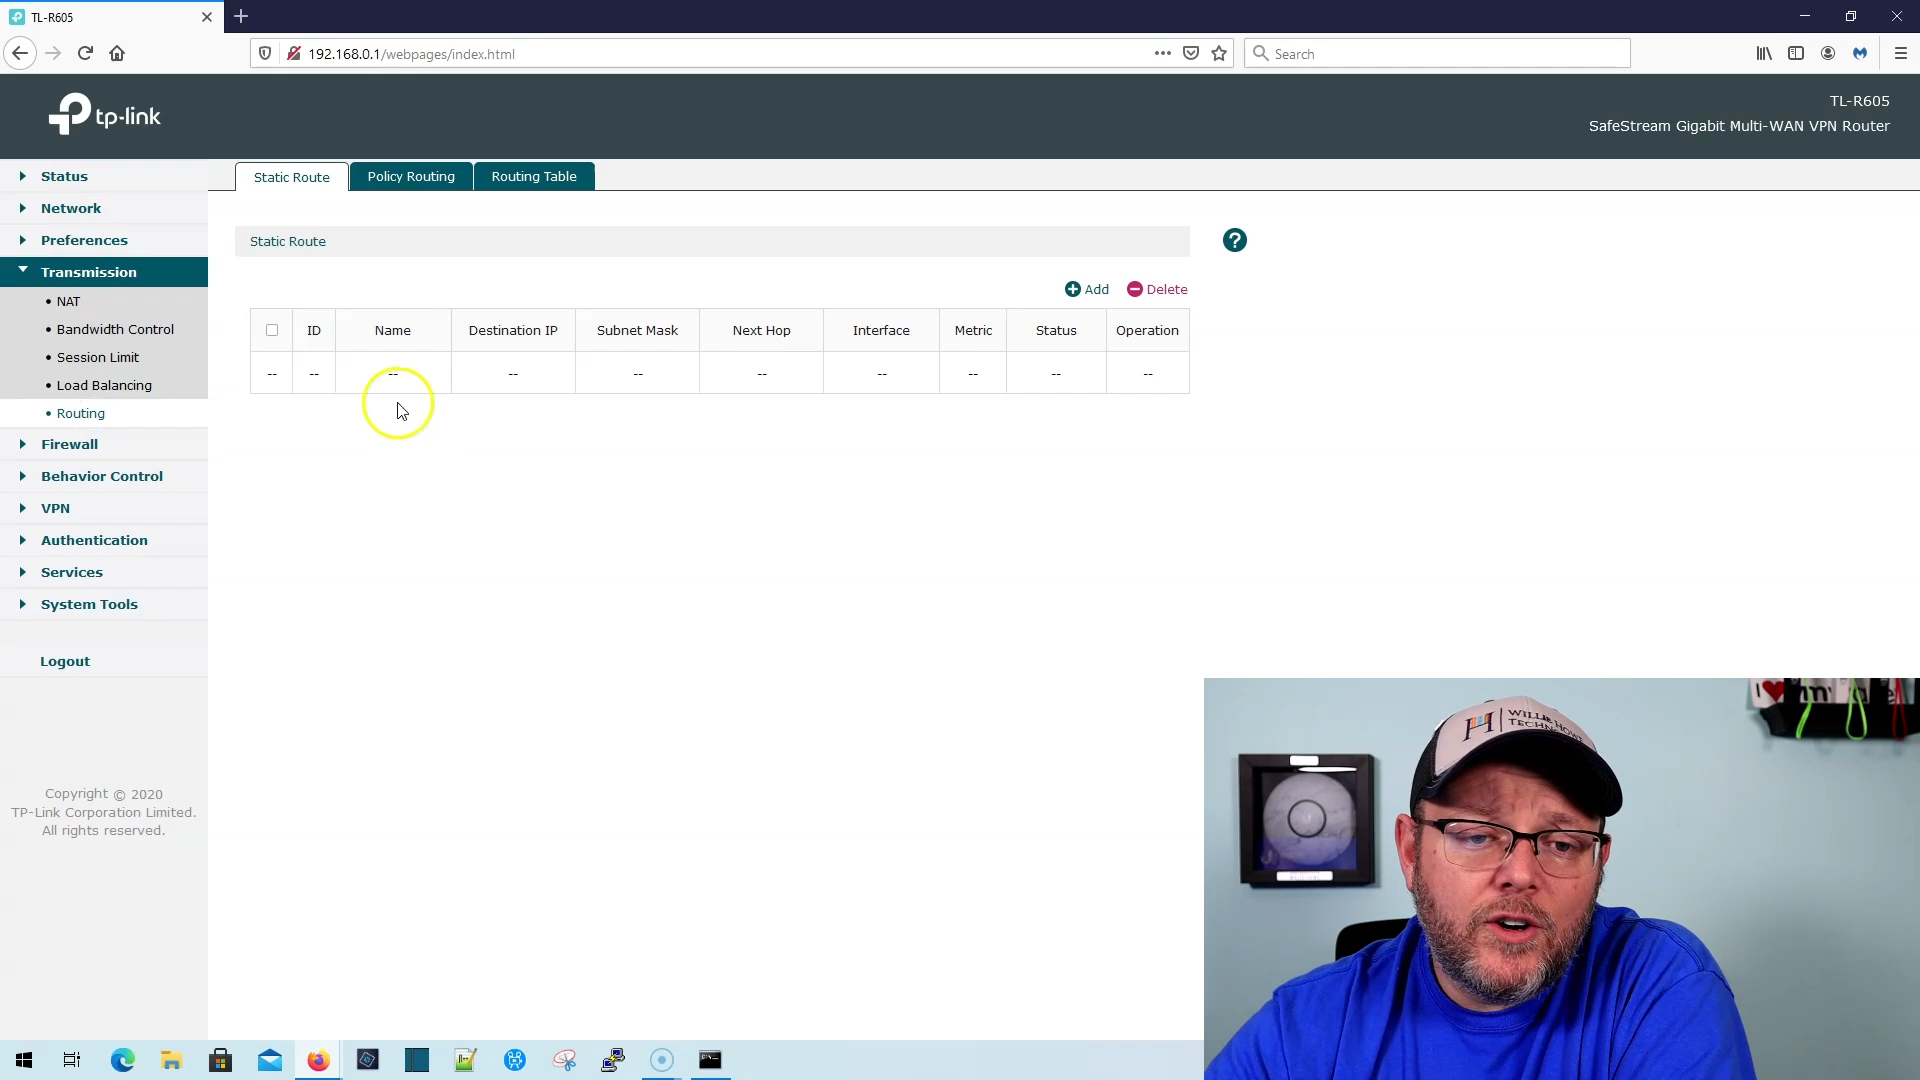 TL-R605
192.168.0.1/webpages/index.html
Search
tp-link
TL-R605
SafeStream Gigabit Multi-WAN VPN Router
Status
Network
Preferences
Transmission
NAT
Bandwidth Control
Session Limit
Load Balancing
Routing
Firewall
Behavior Control
VPN
Authentication
Services
System Tools
Logout
Copyright © 2020
TP-Link Corporation Limited.
All rights reserved.
Static Route Policy Routing Routing Table
Static Route
?
Add Delete
ID Name Destination IP Subnet Mask Next Hop Interface Metric Status Operation
-- -- -- -- -- -- -- -- -- --
H WILLIE HOWE
I